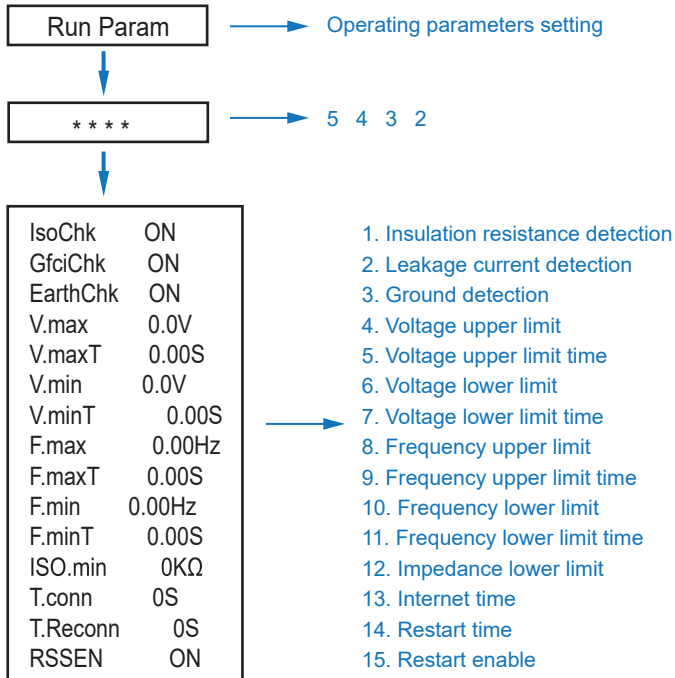 Run Param
Operating parameters setting
* * * *
5 4 3 2
IsoChk ON
GfciChk ON
EarthChk ON
V.max 0.0V
V.maxT 0.00S
V.min 0.0V
V.minT 0.00S
F.max 0.00Hz
F.maxT 0.00S
F.min 0.00Hz
F.minT 0.00S
ISO.min 0KΩ
T.conn 0S
T.Reconn 0S
RSSEN ON
1. Insulation resistance detection
2. Leakage current detection
3. Ground detection
4. Voltage upper limit
5. Voltage upper limit time
6. Voltage lower limit
7. Voltage lower limit time
8. Frequency upper limit
9. Frequency upper limit time
10. Frequency lower limit
11. Frequency lower limit time
12. Impedance lower limit
13. Internet time
14. Restart time
15. Restart enable